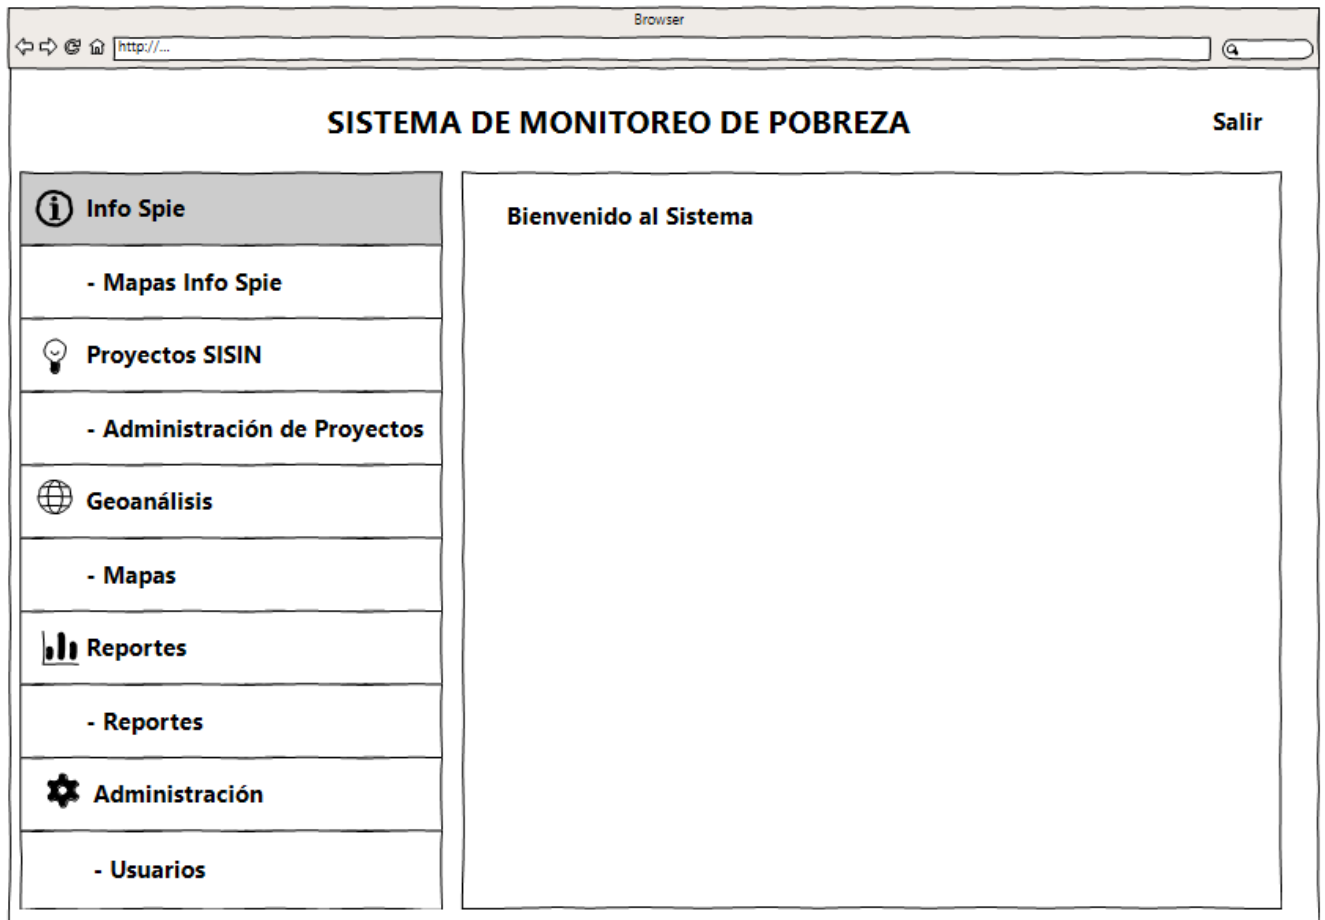 Browser
http://...
SISTEMA DE MONITOREO DE POBREZA
Salir
Info Spie
- Mapas Info Spie
Proyectos SISIN
- Administración de Proyectos
Geoanálisis
- Mapas
Reportes
- Reportes
Administración
- Usuarios
Bienvenido al Sistema